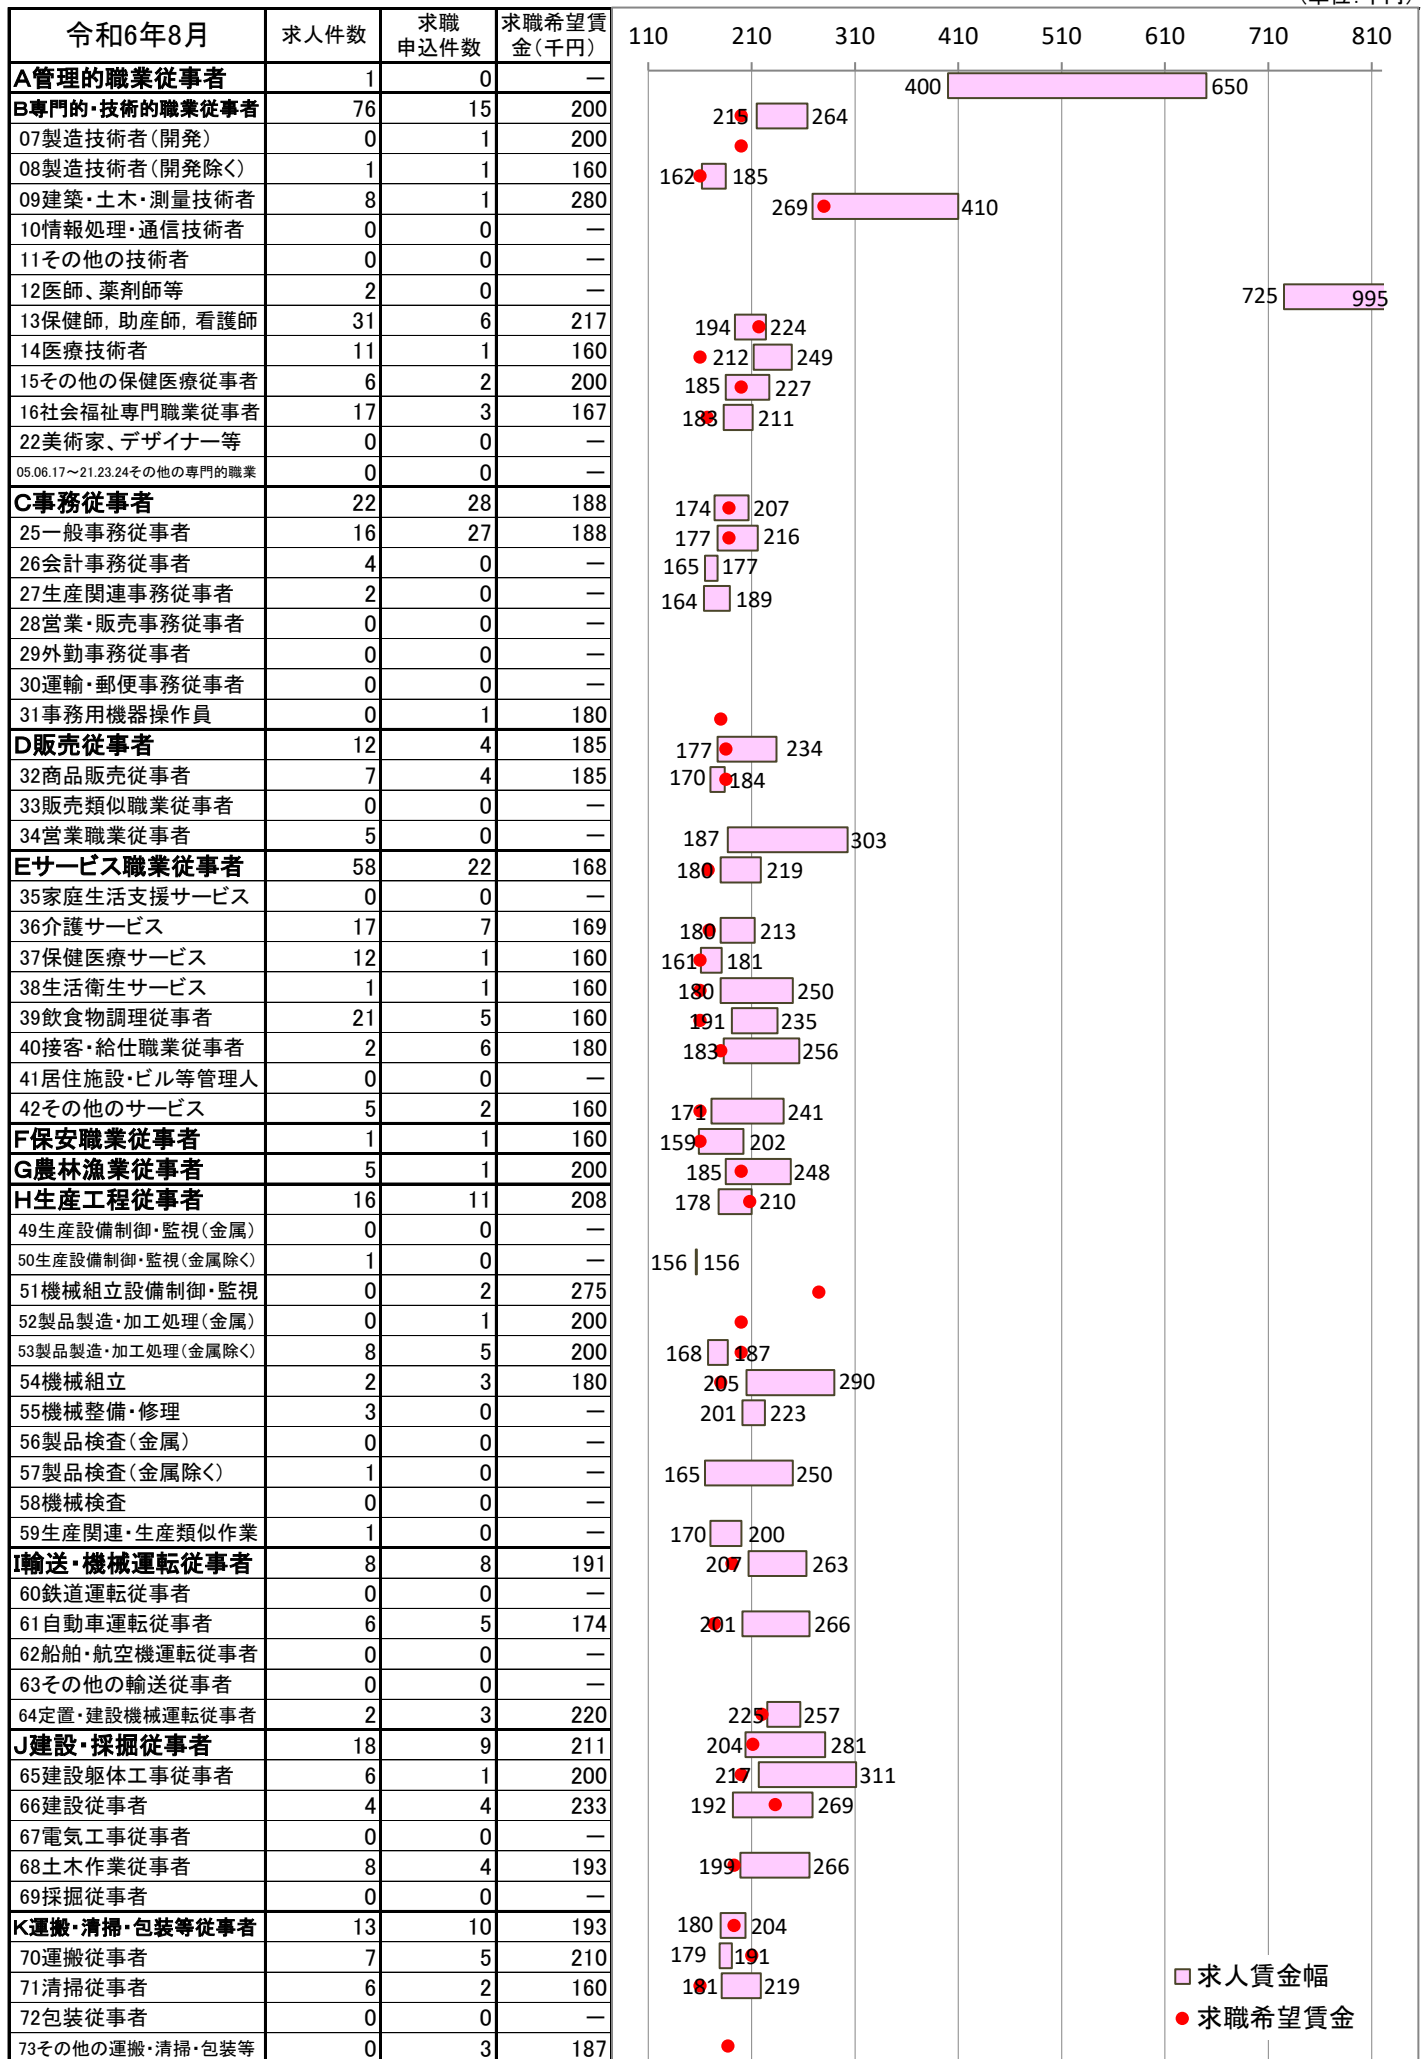 令和6年8月 求人件数 求職申込件数 求職希望賃金(千円) 110 210 310 410 510 610 710 810
A管理的職業従事者 1 0 － 400 650
B専門的・技術的職業従事者 76 15 200 215 264
07製造技術者(開発) 0 1 200
08製造技術者(開発除く) 1 1 160 162 185
09建築・土木・測量技術者 8 1 280 269 410
10情報処理・通信技術者 0 0 －
11その他の技術者 0 0 －
12医師、薬剤師等 2 0 － 725 995
13保健師, 助産師, 看護師 31 6 217 194 224
14医療技術者 11 1 160 212 249
15その他の保健医療従事者 6 2 200 185 227
16社会福祉専門職業従事者 17 3 167 183 211
22美術家、デザイナー等 0 0 －
05.06.17～21.23.24その他の専門的職業 0 0 －
C事務従事者 22 28 188 174 207
25一般事務従事者 16 27 188 177 216
26会計事務従事者 4 0 － 165 177
27生産関連事務従事者 2 0 － 164 189
28営業・販売事務従事者 0 0 －
29外勤事務従事者 0 0 －
30運輸・郵便事務従事者 0 0 －
31事務用機器操作員 0 1 180
D販売従事者 12 4 185 177 234
32商品販売従事者 7 4 185 170 184
33販売類似職業従事者 0 0 －
34営業職業従事者 5 0 － 187 303
Eサービス職業従事者 58 22 168 180 219
35家庭生活支援サービス 0 0 －
36介護サービス 17 7 169 180 213
37保健医療サービス 12 1 160 161 181
38生活衛生サービス 1 1 160 180 250
39飲食物調理従事者 21 5 160 191 235
40接客・給仕職業従事者 2 6 180 183 256
41居住施設・ビル等管理人 0 0 －
42その他のサービス 5 2 160 171 241
F保安職業従事者 1 1 160 159 202
G農林漁業従事者 5 1 200 185 248
H生産工程従事者 16 11 208 178 210
49生産設備制御・監視(金属) 0 0 －
50生産設備制御・監視(金属除く) 1 0 － 156 156
51機械組立設備制御・監視 0 2 275
52製品製造・加工処理(金属) 0 1 200
53製品製造・加工処理(金属除く) 8 5 200 168 187
54機械組立 2 3 180 205 290
55機械整備・修理 3 0 － 201 223
56製品検査(金属) 0 0 －
57製品検査(金属除く) 1 0 － 165 250
58機械検査 0 0 －
59生産関連・生産類似作業 1 0 － 170 200
I輸送・機械運転従事者 8 8 191 207 263
60鉄道運転従事者 0 0 －
61自動車運転従事者 6 5 174 201 266
62船舶・航空機運転従事者 0 0 －
63その他の輸送従事者 0 0 －
64定置・建設機械運転従事者 2 3 220 225 257
J建設・採掘従事者 18 9 211 204 281
65建設躯体工事従事者 6 1 200 217 311
66建設従事者 4 4 233 192 269
67電気工事従事者 0 0 －
68土木作業従事者 8 4 193 199 266
69採掘従事者 0 0 －
K運搬・清掃・包装等従事者 13 10 193 180 204
70運搬従事者 7 5 210 179 191
71清掃従事者 6 2 160 181 219
72包装従事者 0 0 －
73その他の運搬・清掃・包装等 0 3 187
求人賃金幅
求職希望賃金